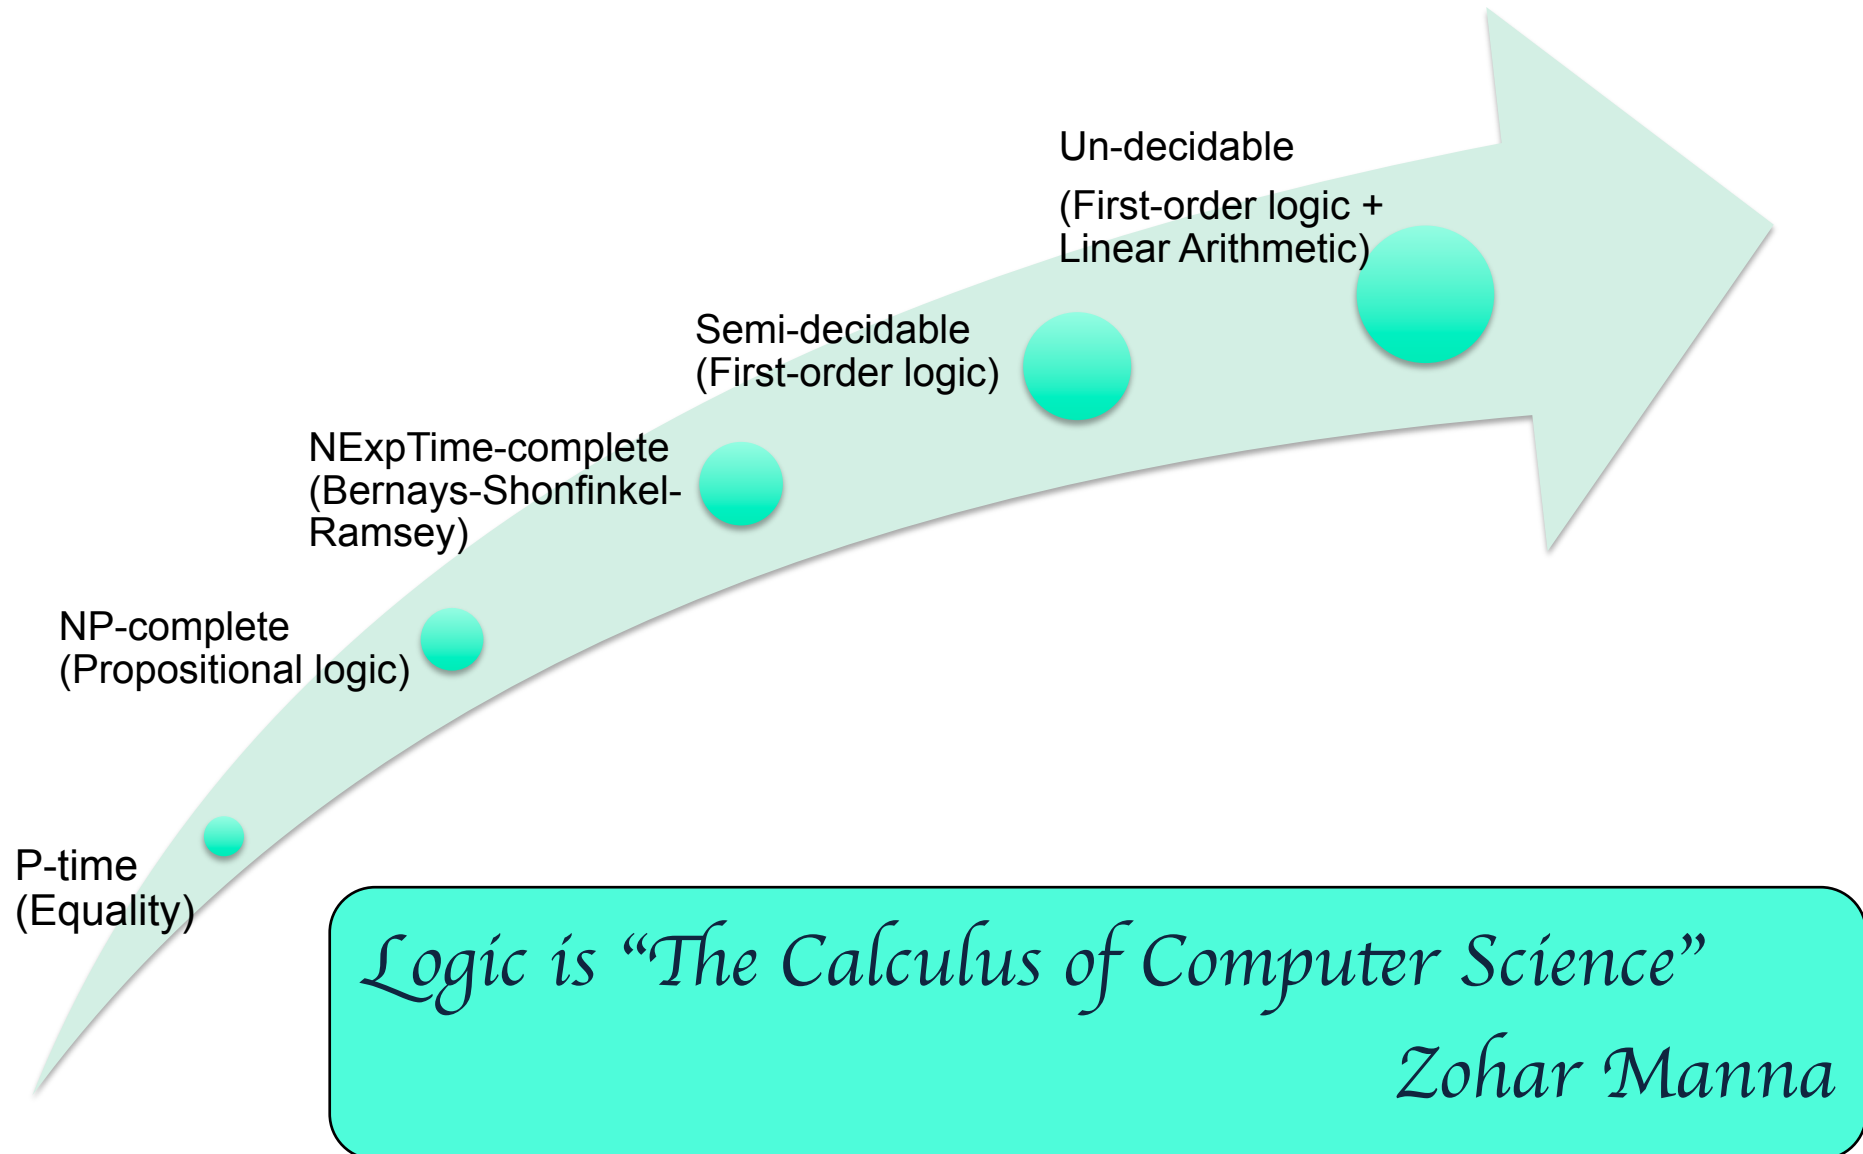 Un-decidable
(First-order logic +
Linear Arithmetic)
Semi-decidable
(First-order logic)
NExpTime-complete
(Bernays-Shonfinkel-
Ramsey)
NP-complete
(Propositional logic)
P-time
(Equality)
Logic is “The Calculus of Computer Science”
Zohar Manna